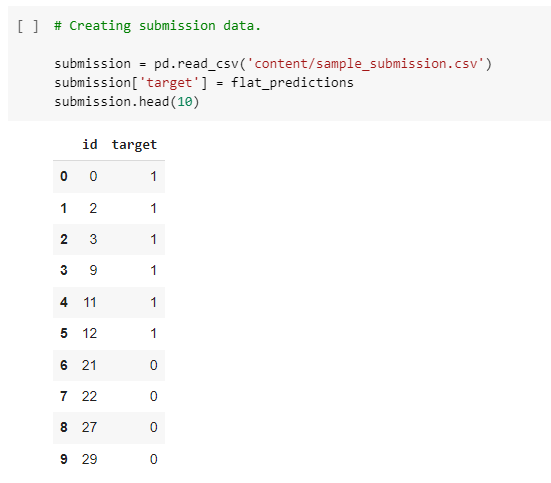 [ ] # Creating submission data.
submission = pd.read_csv('content/sample_submission.csv')
submission['target'] = flat_predictions
submission.head(10)
id target
0 0 1
1 2 1
2 3 1
3 9 1
4 11 1
5 12 1
6 21 0
7 22 0
8 27 0
9 29 0